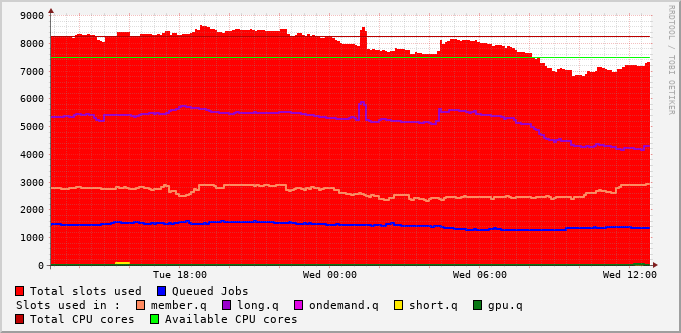 9000
8000
7000
6000
5000
4000
3000
2000
1000
0
Tue 18:00 Wed 00:00 Wed 06:00 Wed 12:00
Total slots used Queued Jobs
Slots used in : member.q long.q ondemand.q short.q gpu.q
Total CPU cores Available CPU cores
RRDTOOL / TOBI OETIKER